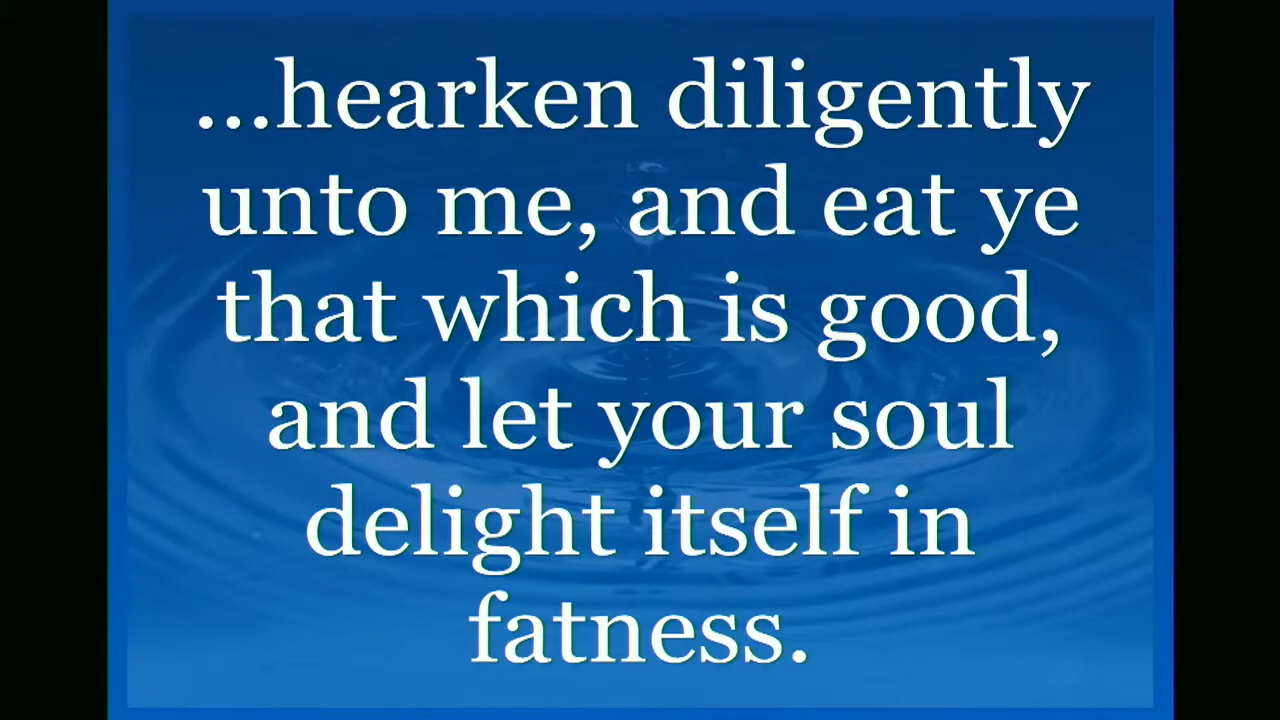 ...hearken diligently
unto me, and eat ye
that which is good,
and let your soul
delight itself in
fatness.